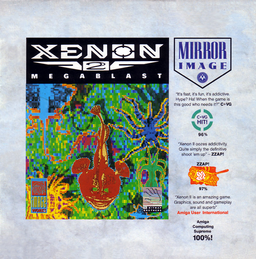 XENON
2
MEGABLAST
MIRROR
IMAGE
"It's fast, it's fun, it's addictive.
Hype? Ha! When the game is
this good who needs it?" C+VG
C+VG
HIT!
96%
"Xenon II oozes addictivity.
Quite simply the definitive
shoot 'em up" – ZZAP!
ZZAP!
97%
"Xenon II is an amazing game.
Graphics, sound and gameplay
are all superb"
Amiga User International
Amiga
Computing
Supreme
100%!